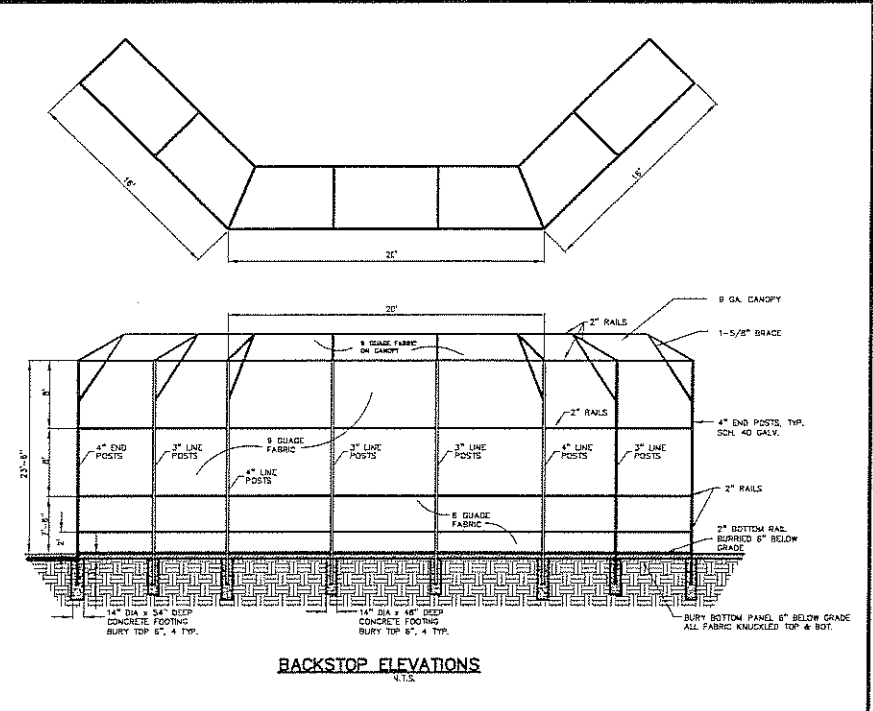 16'
16'
20'
20'
9 GA. CANOPY
2" RAILS
1-5/8" BRACE
9 GUAGE FABRIC
ON CANOPY
2" RAILS
4" END POSTS, TYP.
SCH. 40 GALV.
8'
23'-6"
4" END
POSTS
3" LINE
POSTS
9 GUAGE
FABRIC
4" LINE
POSTS
3" LINE
POSTS
3" LINE
POSTS
4" LINE
POSTS
3" LINE
POSTS
8'
2" RAILS
7'-6"
6 GUAGE
FABRIC
2" BOTTOM RAIL
BURRIED 6" BELOW
GRADE
14" DIA x 54" DEEP
CONCRETE FOOTING
BURY TOP 6", 4 TYP.
14" DIA x 48" DEEP
CONCRETE FOOTING
BURY TOP 6", 4 TYP.
BURY BOTTOM PANEL 6" BELOW GRADE
ALL FABRIC KNUCKLED TOP & BOT.
BACKSTOP ELEVATIONS
N.T.S.